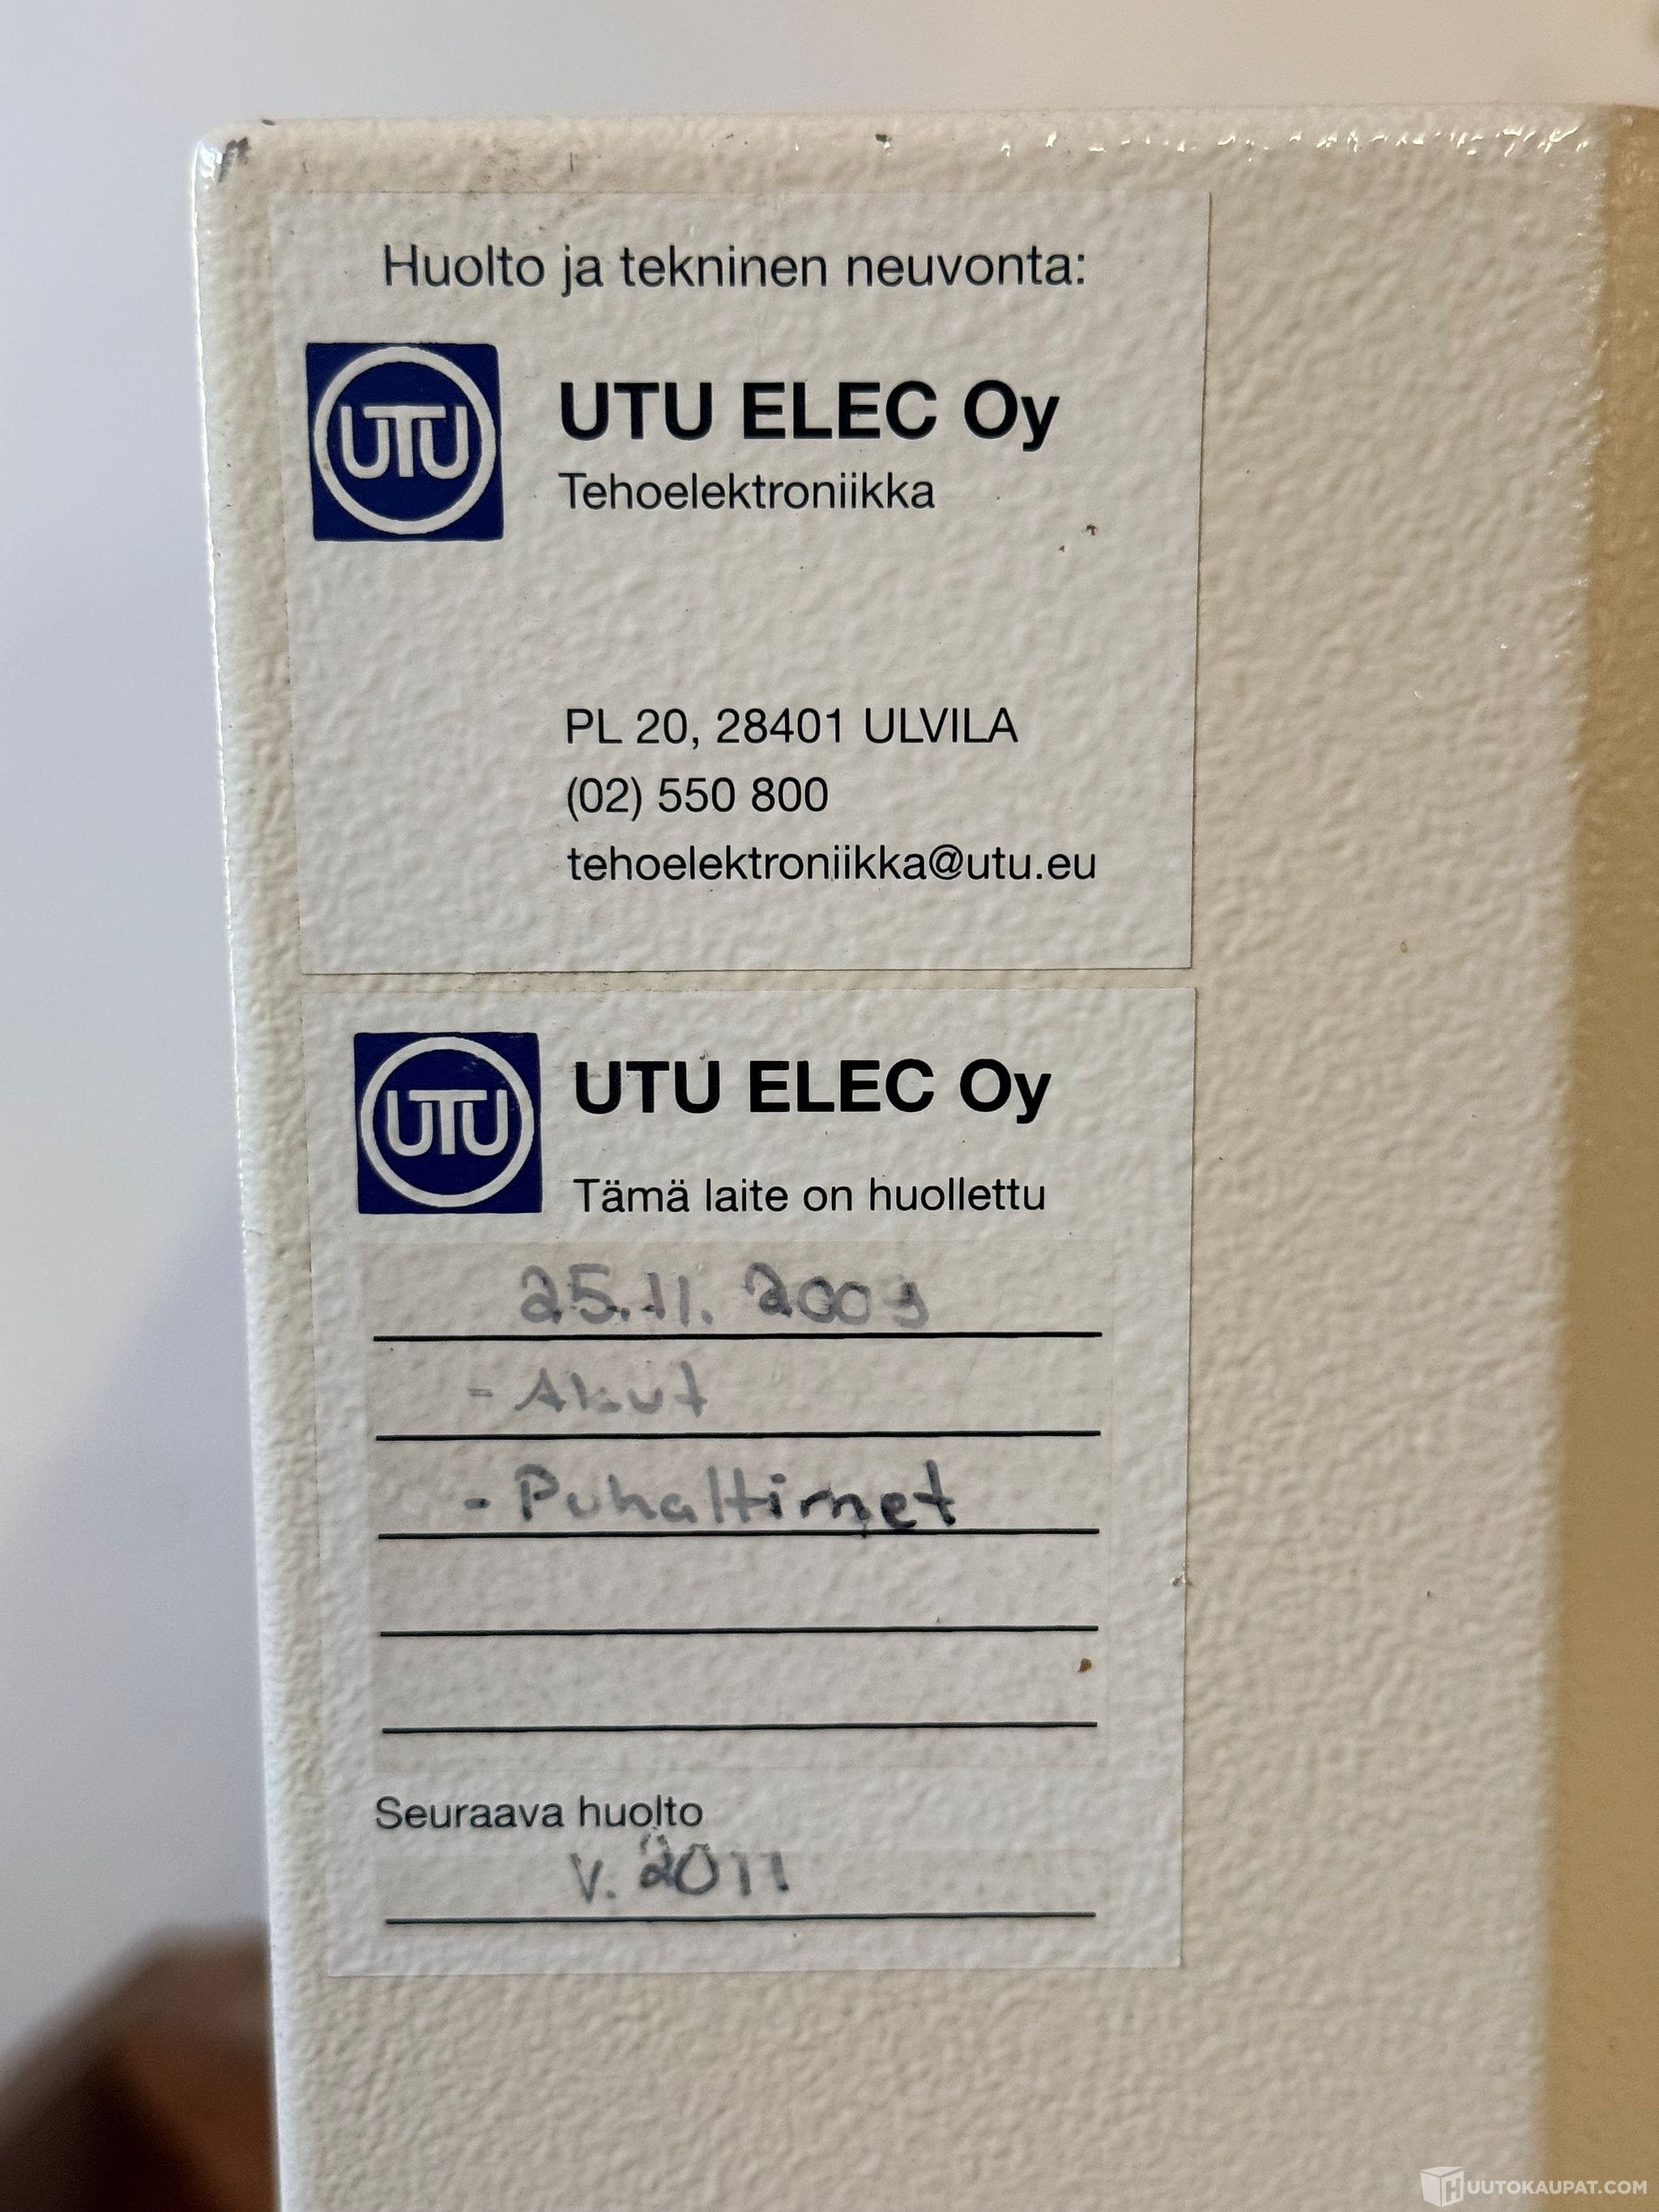 Huolto ja tekninen neuvonta:
UTU
UTU ELEC Oy
Tehoelektroniikka
PL 20, 28401 ULVILA
(02) 550 800
tehoelektroniikka@utu.eu
UTU
UTU ELEC Oy
Tämä laite on huollettu
25.11. 2009
- Akut
- Puhaltimet
Seuraava huolto
V. 2011
HUUTOKAUPAT.COM